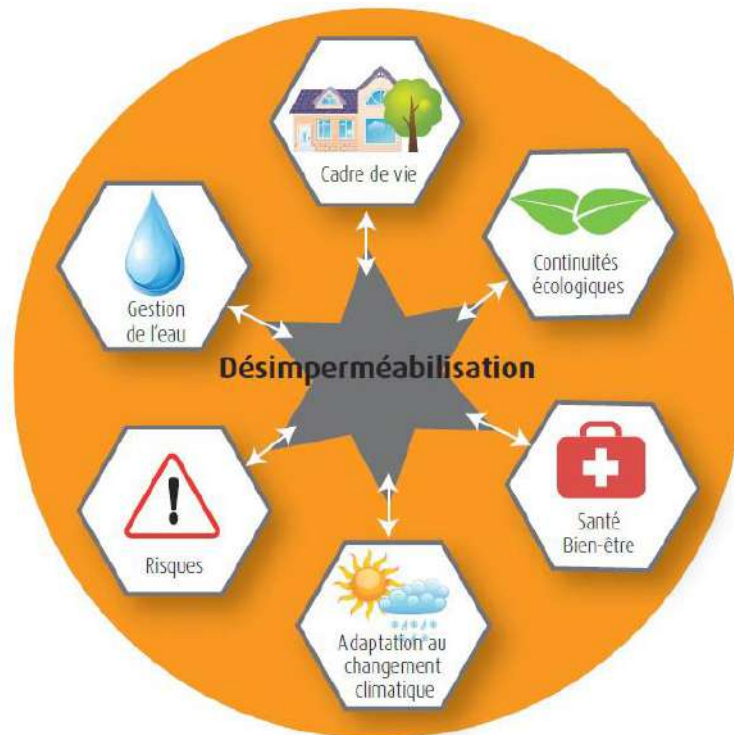 Cadre de vie
Continuités
écologiques
Gestion
de l'eau
Désimperméabilisation
Santé
Bien-être
Risques
Adaptation au
changement
climatique